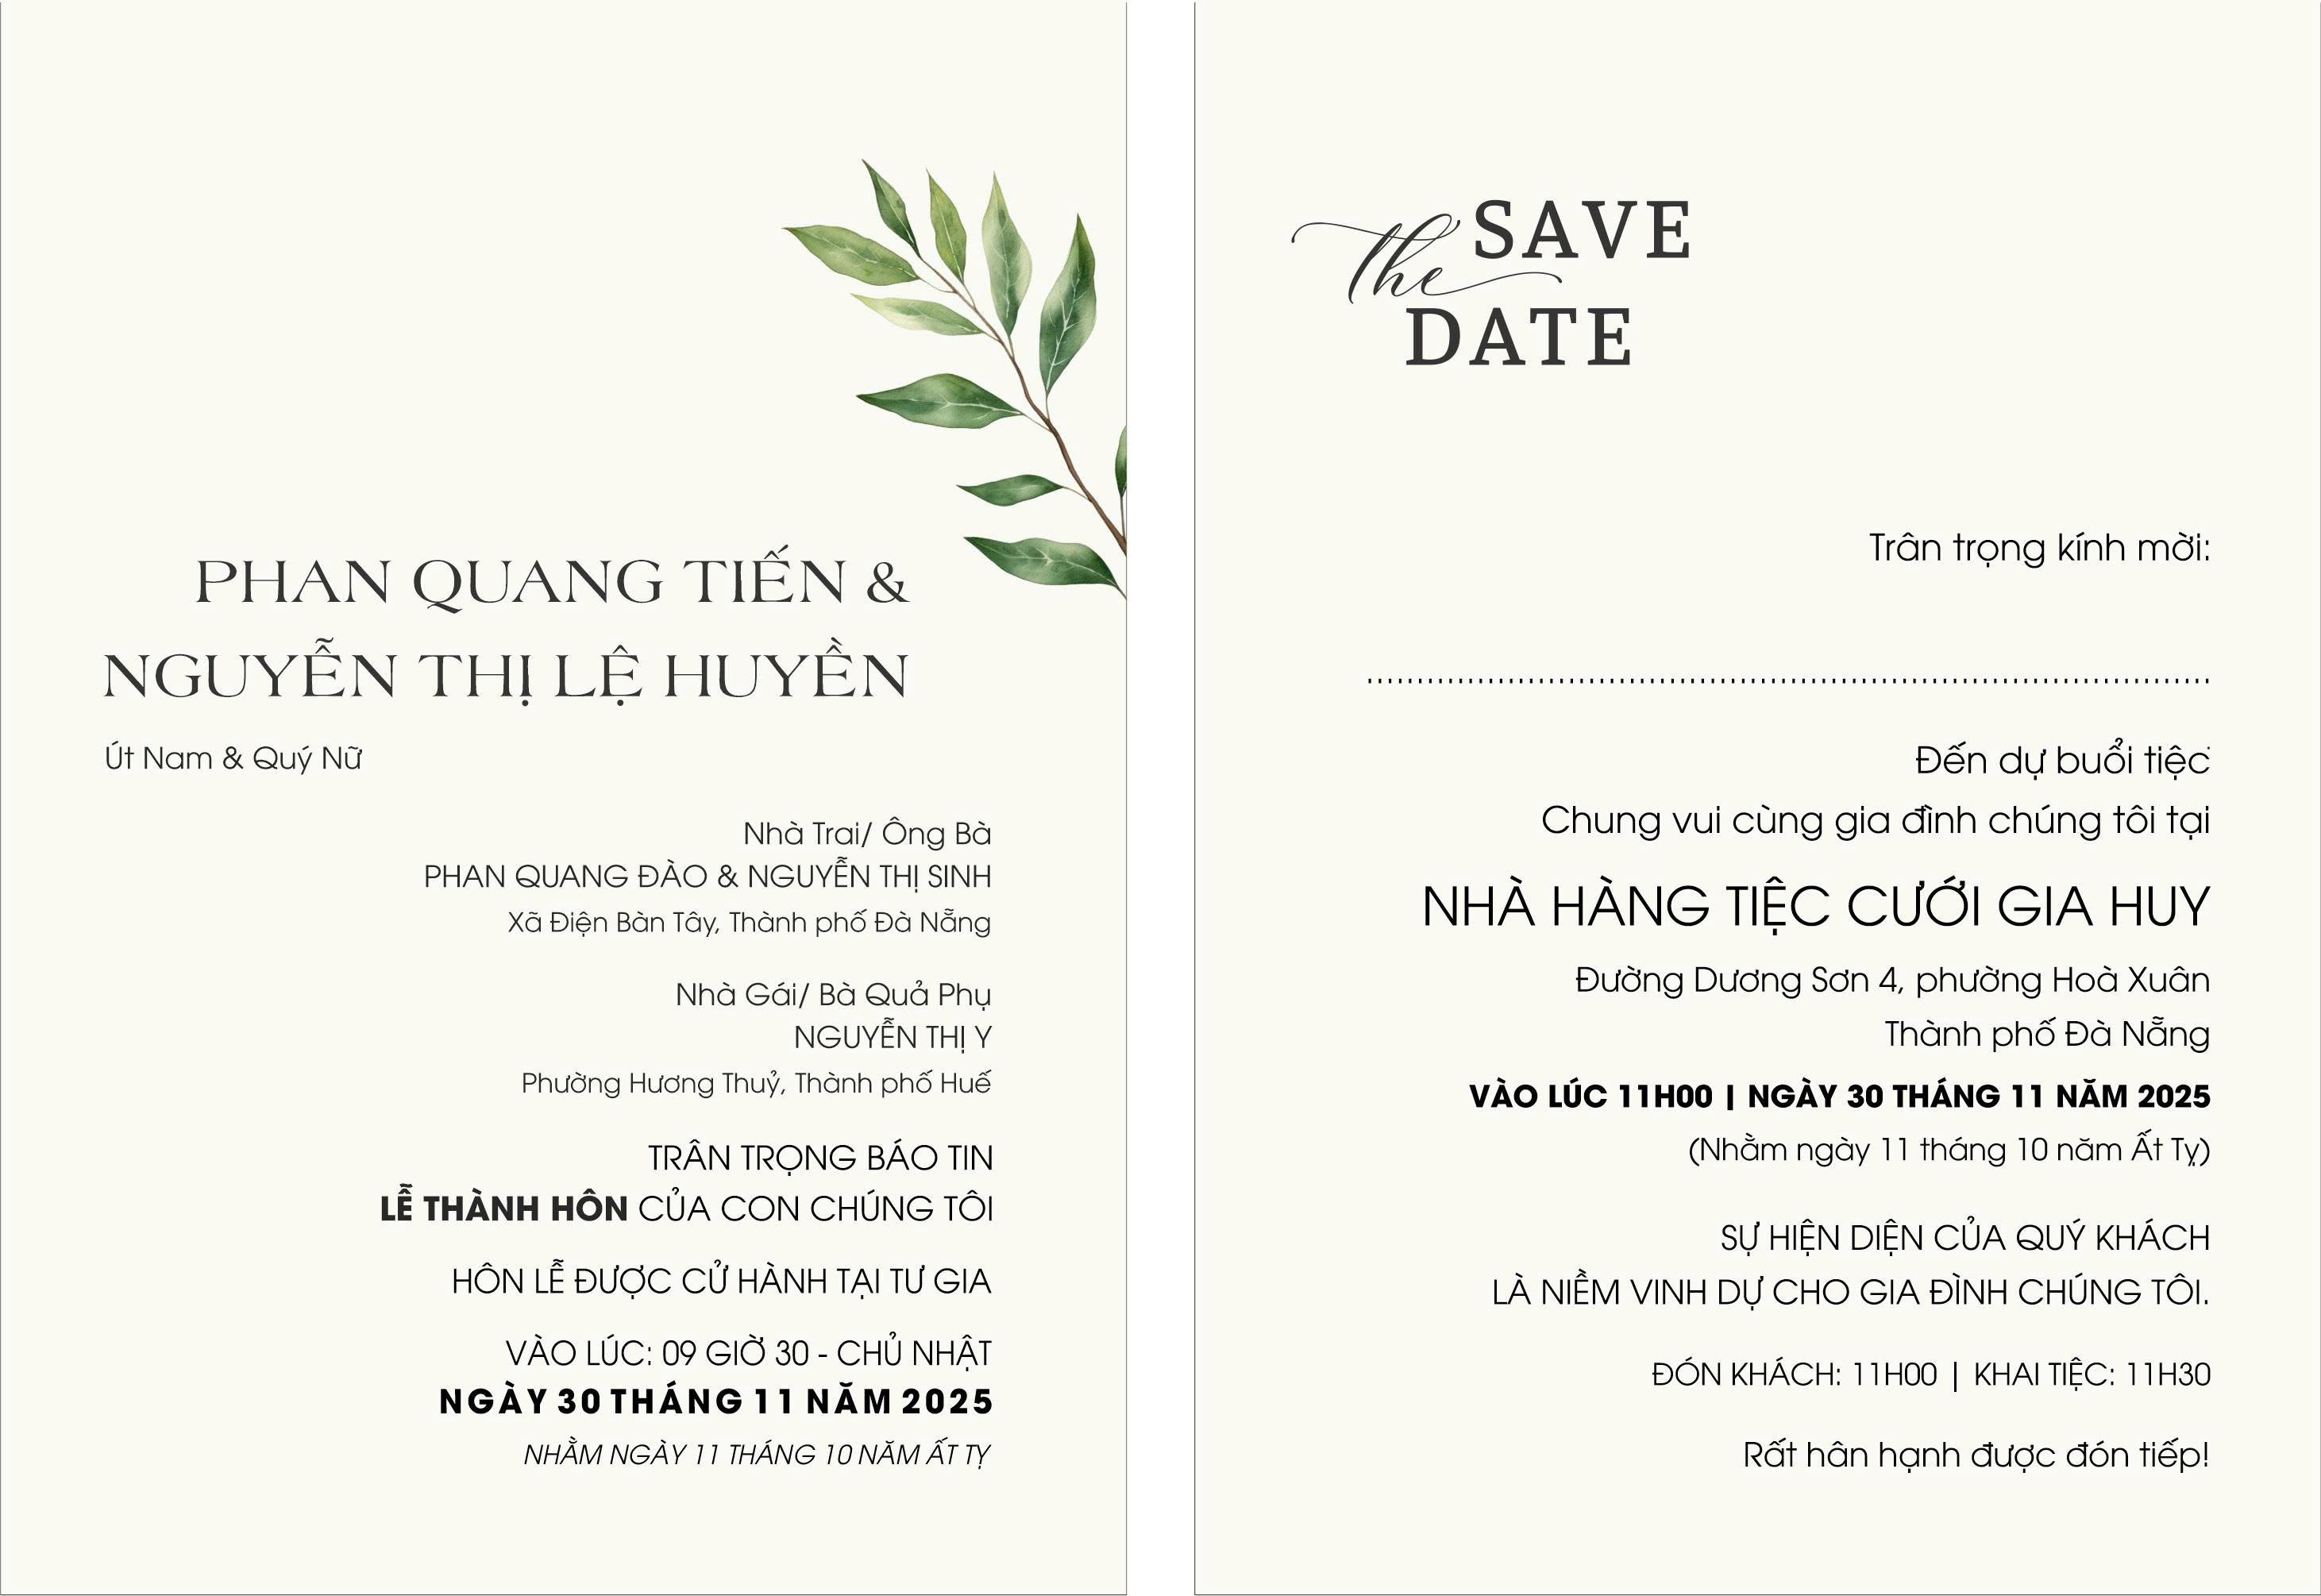 PHAN QUANG TIẾN &
NGUYỄN THỊ LỆ HUYỀN
Út Nam & Quý Nữ
Nhà Trai/ Ông Bà
PHAN QUANG ĐÀO & NGUYỄN THỊ SINH
Xã Điện Bàn Tây, Thành phố Đà Nẵng
Nhà Gái/ Bà Quả Phụ
NGUYỄN THỊ Y
Phường Hương Thuỷ, Thành phố Huế
TRÂN TRỌNG BÁO TIN
LỄ THÀNH HÔN CỦA CON CHÚNG TÔI
HÔN LỄ ĐƯỢC CỬ HÀNH TẠI TƯ GIA
VÀO LÚC: 09 GIỜ 30 - CHỦ NHẬT
NGÀY 30 THÁNG 11 NĂM 2025
NHẰM NGÀY 11 THÁNG 10 NĂM ẤT TỴ
SAVE
the
DATE
Trân trọng kính mời:
Đến dự buổi tiệc
Chung vui cùng gia đình chúng tôi tại
NHÀ HÀNG TIỆC CƯỚI GIA HUY
Đường Dương Sơn 4, phường Hoà Xuân
Thành phố Đà Nẵng
VÀO LÚC 11H00 | NGÀY 30 THÁNG 11 NĂM 2025
(Nhằm ngày 11 tháng 10 năm Ất Tỵ)
SỰ HIỆN DIỆN CỦA QUÝ KHÁCH
LÀ NIỀM VINH DỰ CHO GIA ĐÌNH CHÚNG TÔI.
ĐÓN KHÁCH: 11H00 | KHAI TIỆC: 11H30
Rất hân hạnh được đón tiếp!